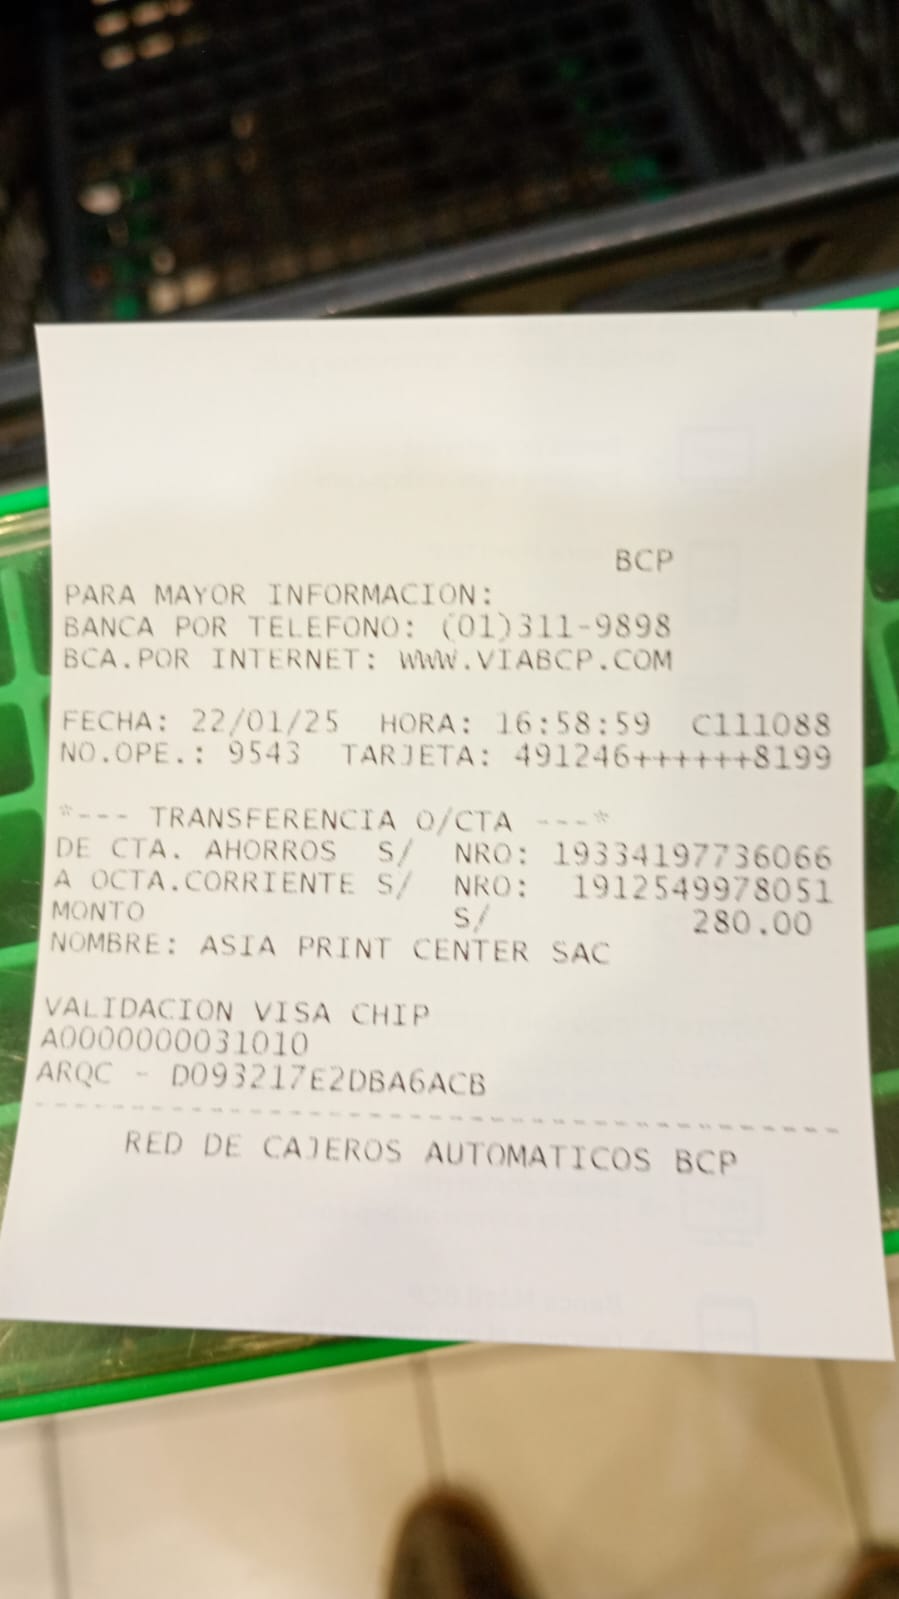 BCP
PARA MAYOR INFORMACION:
BANCA POR TELEFONO: (01)311-9898
BCA.POR INTERNET: WWW.VIABCP.COM
FECHA: 22/01/25 HORA: 16:58:59 C111088
NO.OPE.: 9543 TARJETA: 491246++++++8199
*--- TRANSFERENCIA O/CTA ---*
DE CTA. AHORROS S/ NRO: 19334197736066
A OCTA.CORRIENTE S/ NRO: 1912549978051
MONTO S/ 280.00
NOMBRE: ASIA PRINT CENTER SAC
VALIDACION VISA CHIP
A0000000031010
ARQC - D093217E2DBA6ACB
------------------------------------------
RED DE CAJEROS AUTOMATICOS BCP